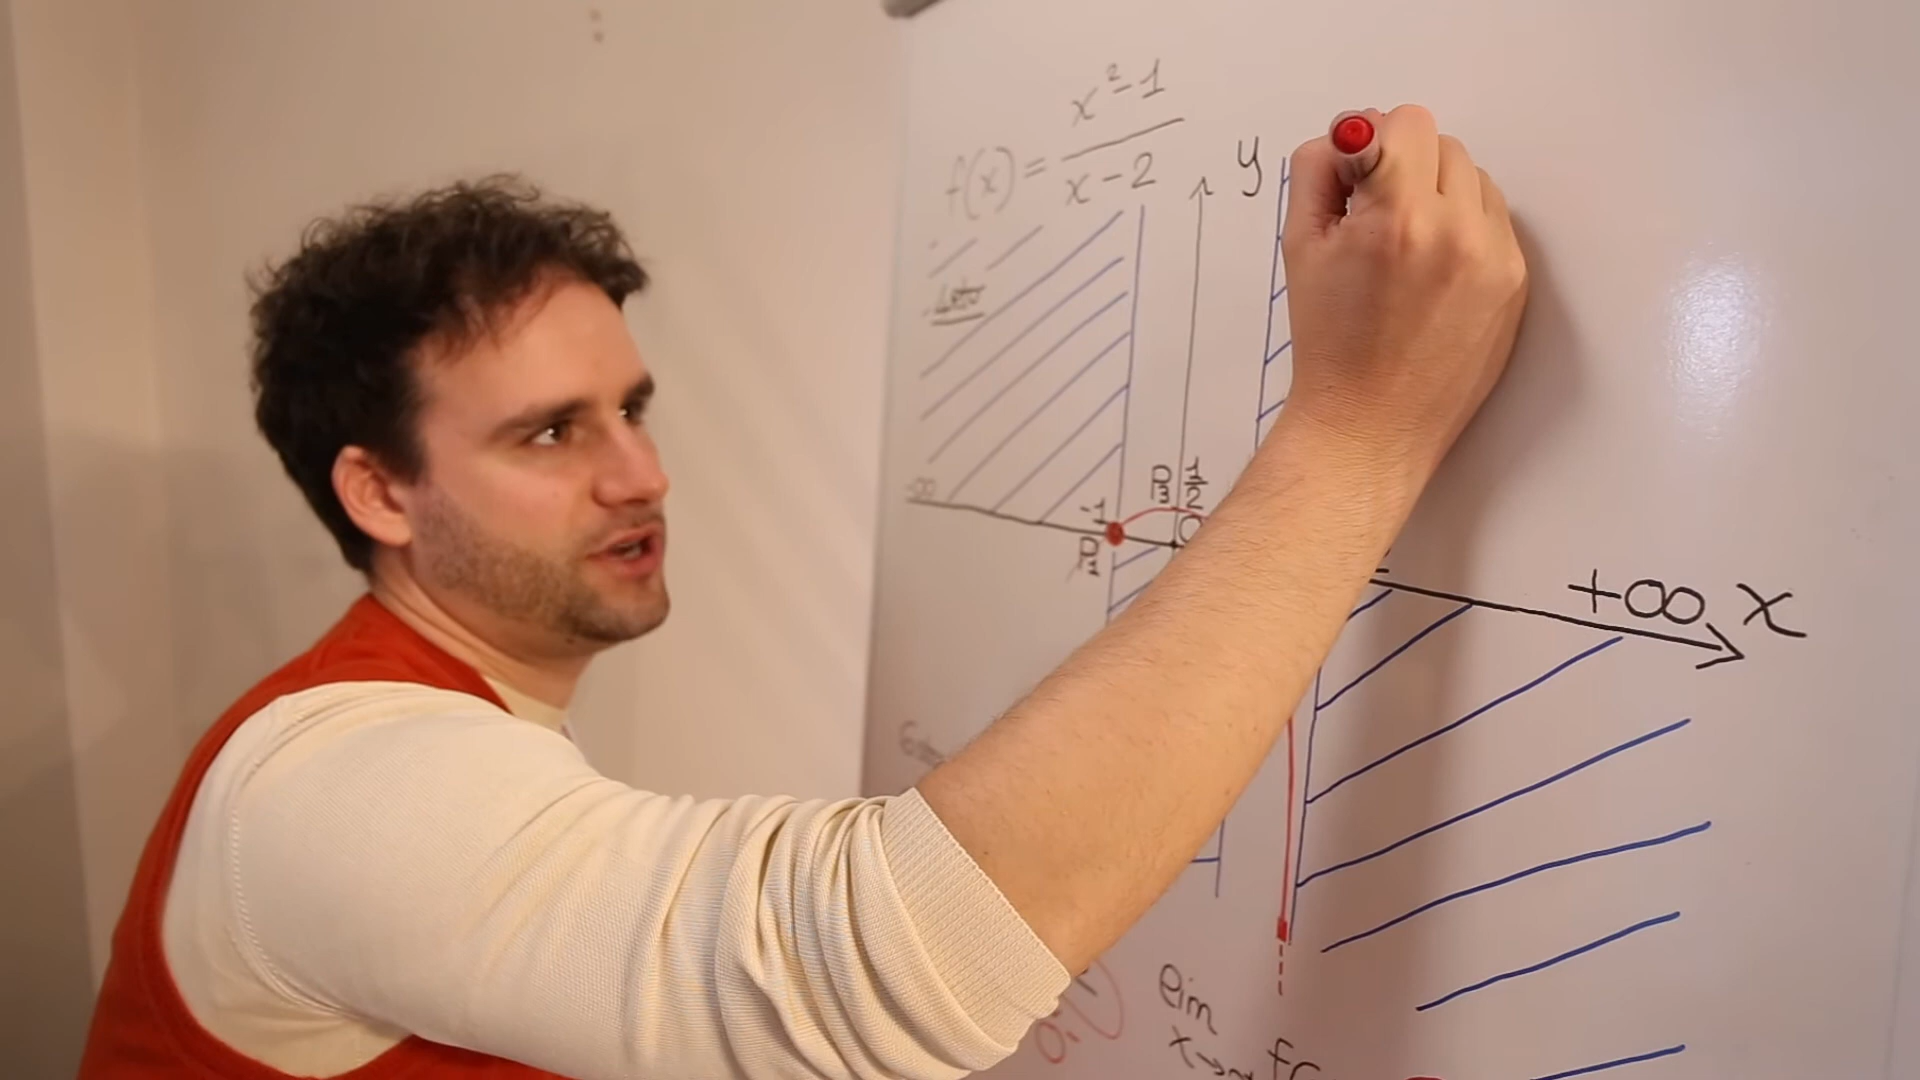 f(x) = x²-1
x-2
y
-∞
-1
P₃
1/2
0
P₁
+∞ x
lim
x→
f(